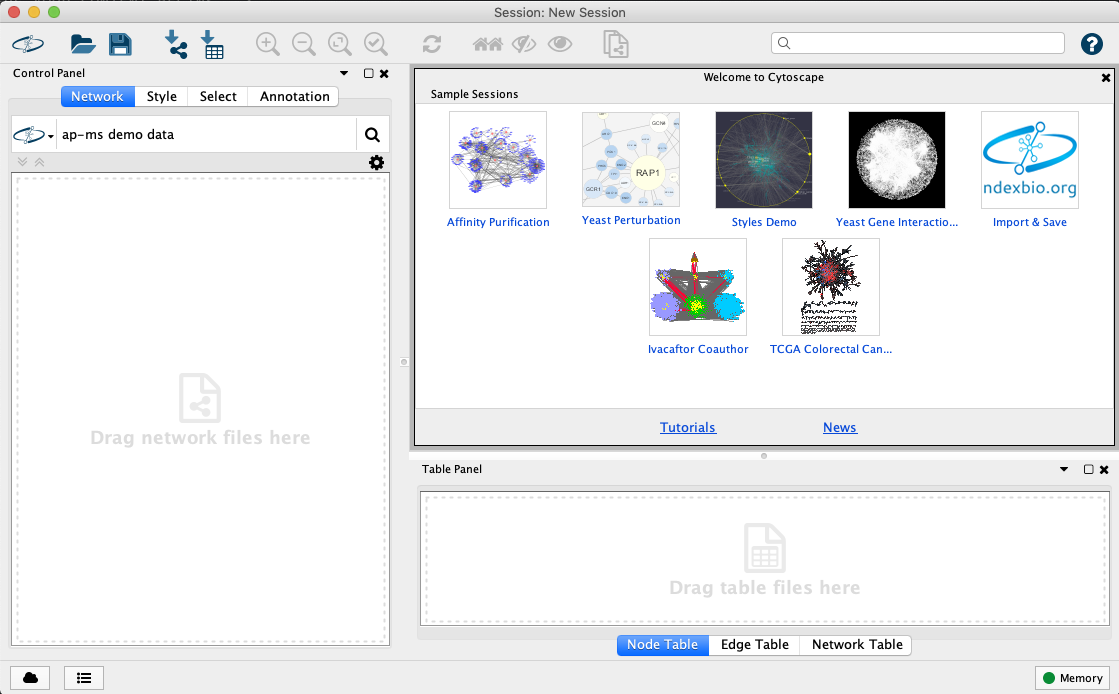 Session: New Session
Control Panel
Network Style Select Annotation
ap-ms demo data
Drag network files here
Welcome to Cytoscape
Sample Sessions
GCN4
RAP1
GCR1
ndexbio.org
Affinity Purification
Yeast Perturbation
Styles Demo
Yeast Gene Interactio...
Import & Save
Ivacaftor Coauthor
TCGA Colorectal Can...
Tutorials
News
Table Panel
Drag table files here
Node Table Edge Table Network Table
Memory